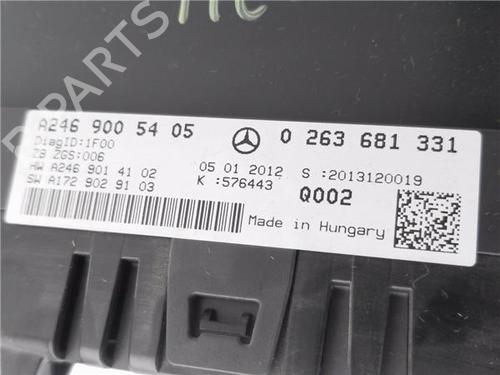 A246 900 54 05
0 263 681 331
DiagID:1F00
ZB ZGS:006
HW A246 901 41 02
05 01 2012
S :2013120019
SW A172 902 91 03
K :576443
Q002
Made in Hungary
B-PARTS